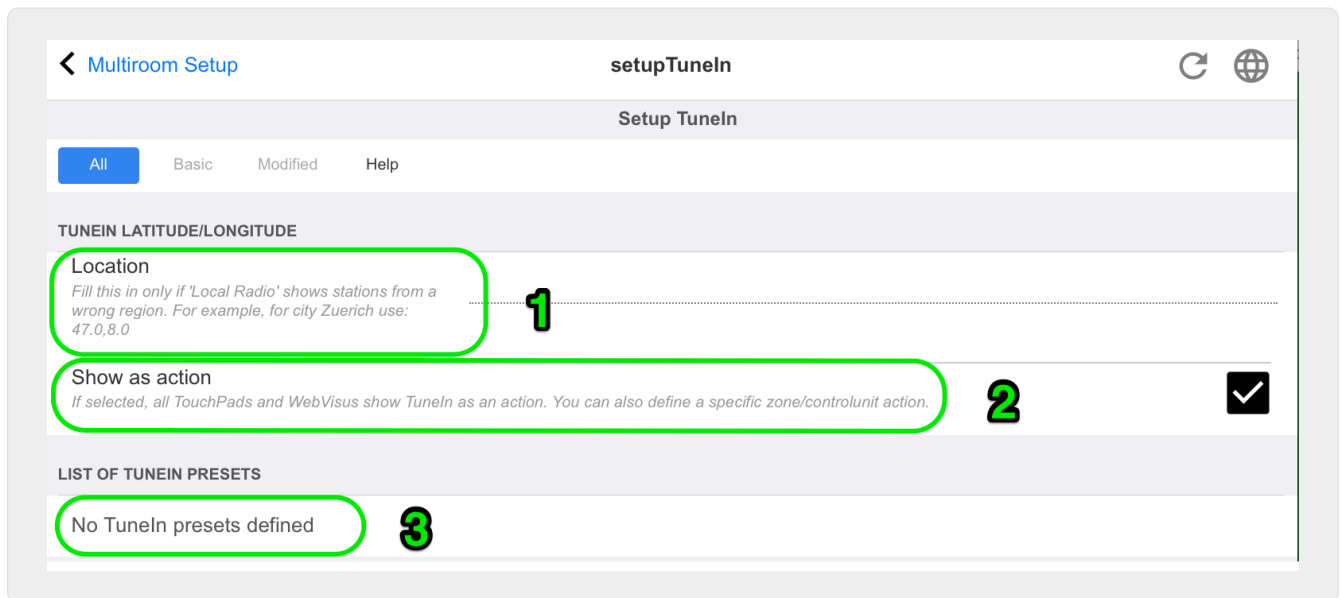 Multiroom Setup
setupTuneIn
Setup TuneIn
All
Basic
Modified
Help
TUNEIN LATITUDE/LONGITUDE
Location
Fill this in only if 'Local Radio' shows stations from a
wrong region. For example, for city Zuerich use:
47.0,8.0
1
Show as action
If selected, all TouchPads and WebVisus show TuneIn as an action. You can also define a specific zone/controlunit action.
2
LIST OF TUNEIN PRESETS
No TuneIn presets defined
3